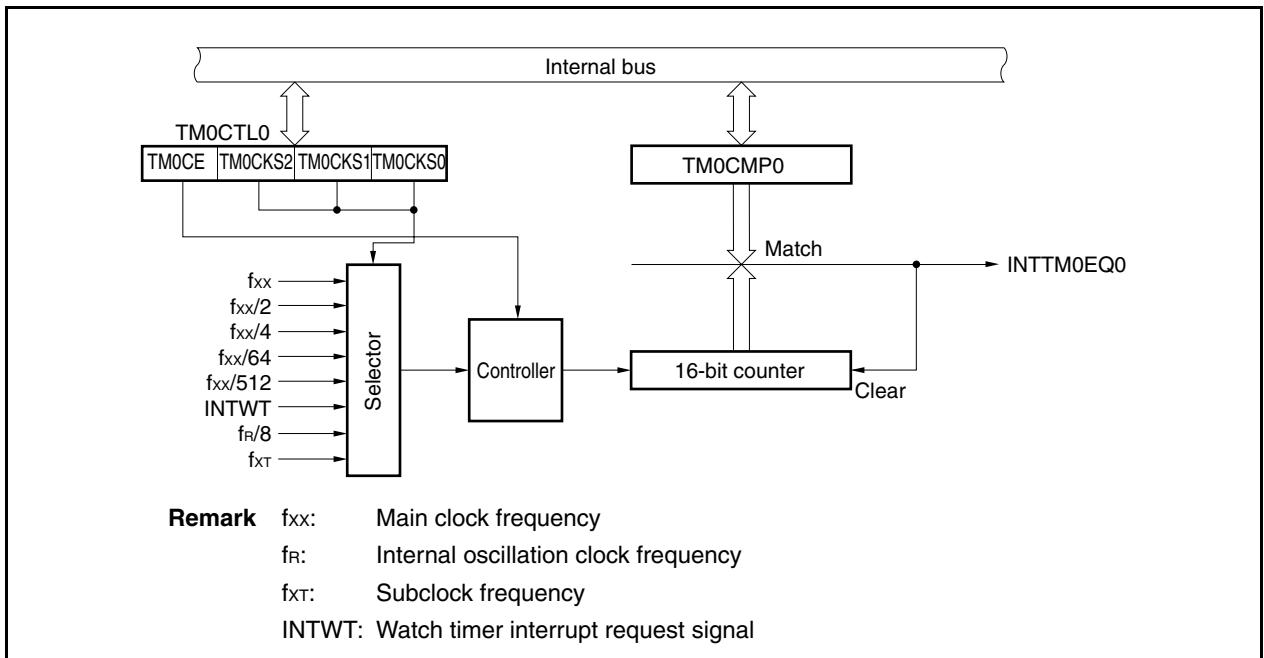 Internal bus
TM0CTL0
TM0CE TM0CKS2 TM0CKS1 TM0CKS0
TM0CMP0
Match
INTTM0EQ0
fXX
fXX/2
fXX/4
fXX/64
fXX/512
INTWT
fR/8
fXT
Selector
Controller
16-bit counter
Clear
Remark fXX: Main clock frequency
fR: Internal oscillation clock frequency
fXT: Subclock frequency
INTWT: Watch timer interrupt request signal